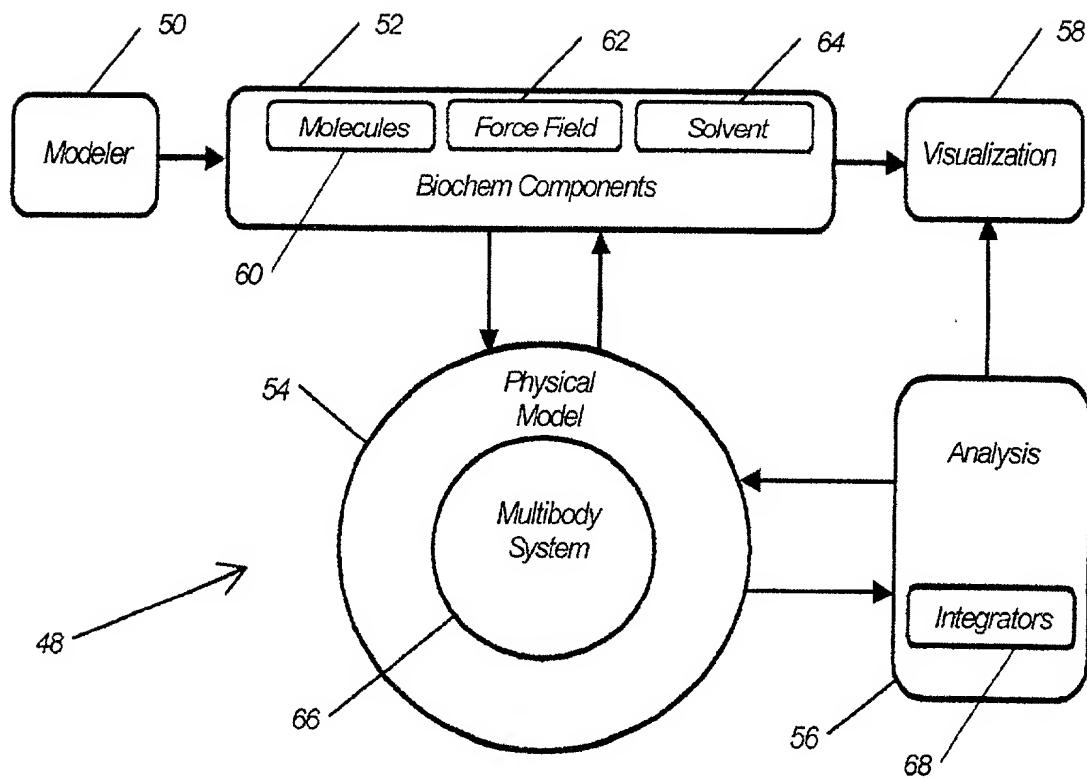 50
52
62
64
58
Modeler
Molecules
Force Field
Solvent
Biochem Components
Visualization
60
54
Physical
Model
Multibody
System
Analysis
Integrators
48
66
56
68